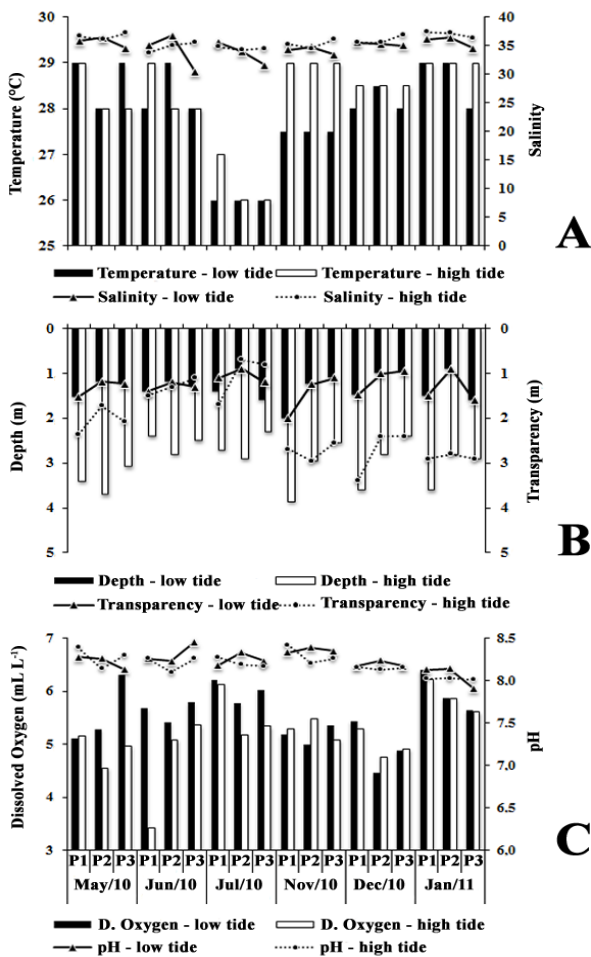 30
29
28
27
26
25
Temperature (°C)
40
35
30
25
20
15
10
5
0
Salinity
A
Temperature - low tide
Temperature - high tide
Salinity - low tide
Salinity - high tide
0
1
2
3
4
5
Depth (m)
0
1
2
3
4
5
Transparency (m)
B
Depth - low tide
Depth - high tide
Transparency - low tide
Transparency - high tide
7
6
5
4
3
Dissolved Oxygen (mL L-1)
8.5
8.0
7.5
7.0
6.5
6,0
pH
C
P1 P2 P3 P1 P2 P3 P1 P2 P3 P1 P2 P3 P1 P2 P3 P1 P2 P3
May/10 Jun/10 Jul/10 Nov/10 Dec/10 Jan/11
D. Oxygen - low tide
D. Oxygen - high tide
pH - low tide
pH - high tide